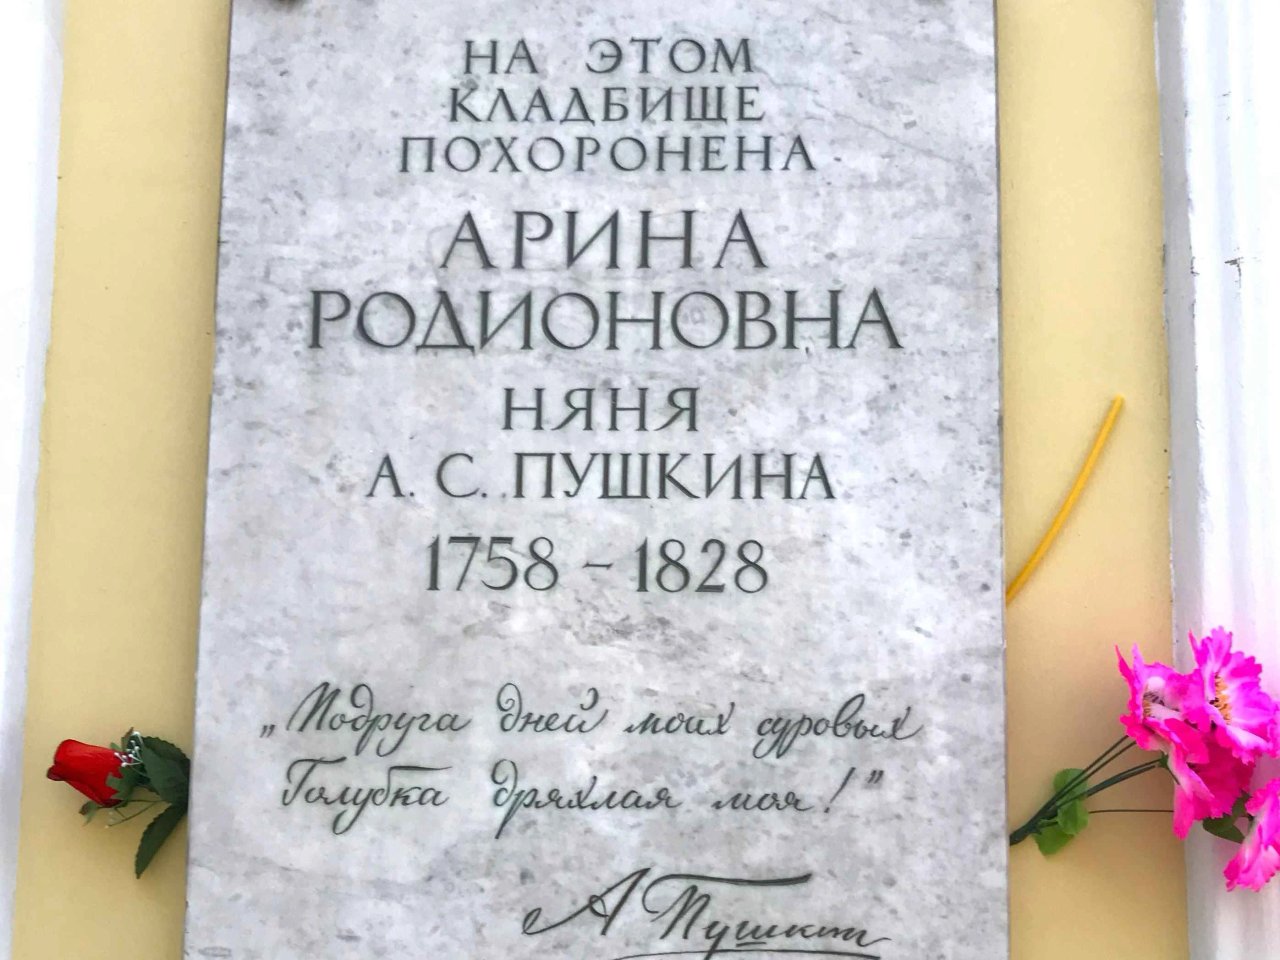 НА ЭТОМ
КЛАДБИЩЕ
ПОХОРОНЕНА
АРИНА
РОДИОНОВНА
НЯНЯ
А. С. ПУШКИНА
1758 – 1828
„Подруга дней моих суровых
Голубка дряхлая моя!”
А Пушкин